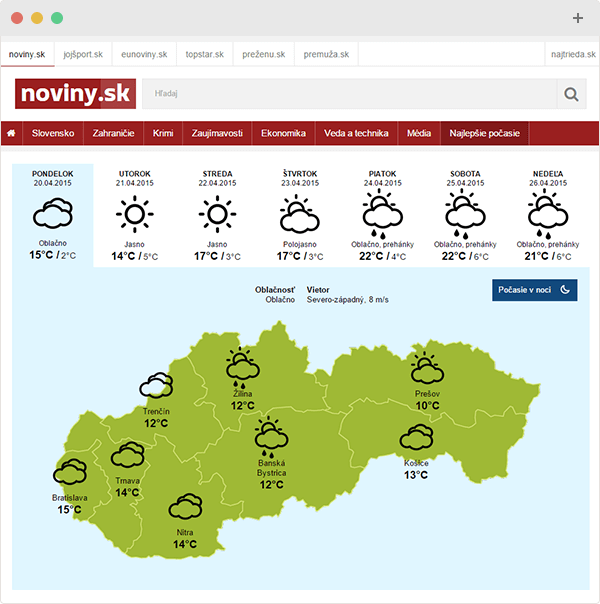 noviny.sk jojšport.sk eunoviny.sk topstar.sk preženu.sk premuža.sk najtrieda.sk
noviny.sk Hľadaj
Slovensko Zahraničie Krimi Zaujímavosti Ekonomika Veda a technika Média Najlepšie počasie
PONDELOK UTOROK STREDA ŠTVRTOK PIATOK SOBOTA NEDEĽA
20.04.2015 21.04.2015 22.04.2015 23.04.2015 24.04.2015 25.04.2015 26.04.2015
Oblačno Jasno Jasno Polojasno Oblačno, prehánky Oblačno, prehánky Oblačno, prehánky
15°C / 2°C 14°C / 5°C 17°C / 3°C 17°C / 3°C 22°C / 4°C 22°C / 6°C 21°C / 6°C
Oblačnosť Vietor Počasie v noci
Oblačno Severo-západný, 8 m/s
Žilina
12°C
Prešov
10°C
Trenčín
12°C
Banská
Bystrica
12°C
Košice
13°C
Trnava
14°C
Bratislava
15°C
Nitra
14°C